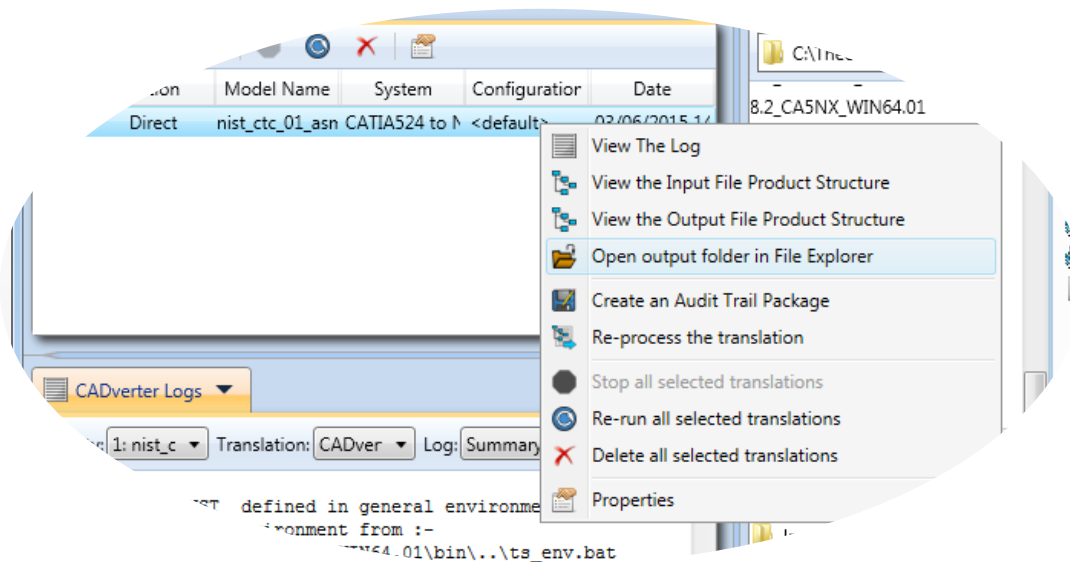 C:\Thec
Model Name System Configuration Date
8.2_CA5NX_WIN64.01
Direct nist_ctc_01_asn CATIA524 to N <default> 03/06/2015 14
View The Log
View the Input File Product Structure
View the Output File Product Structure
Open output folder in File Explorer
Create an Audit Trail Package
Re-process the translation
Stop all selected translations
Re-run all selected translations
Delete all selected translations
Properties
CADverter Logs
1: nist_c Translation: CADver Log: Summary
defined in general environme
ironment from :-
WIN64.01\bin\..\ts_env.bat